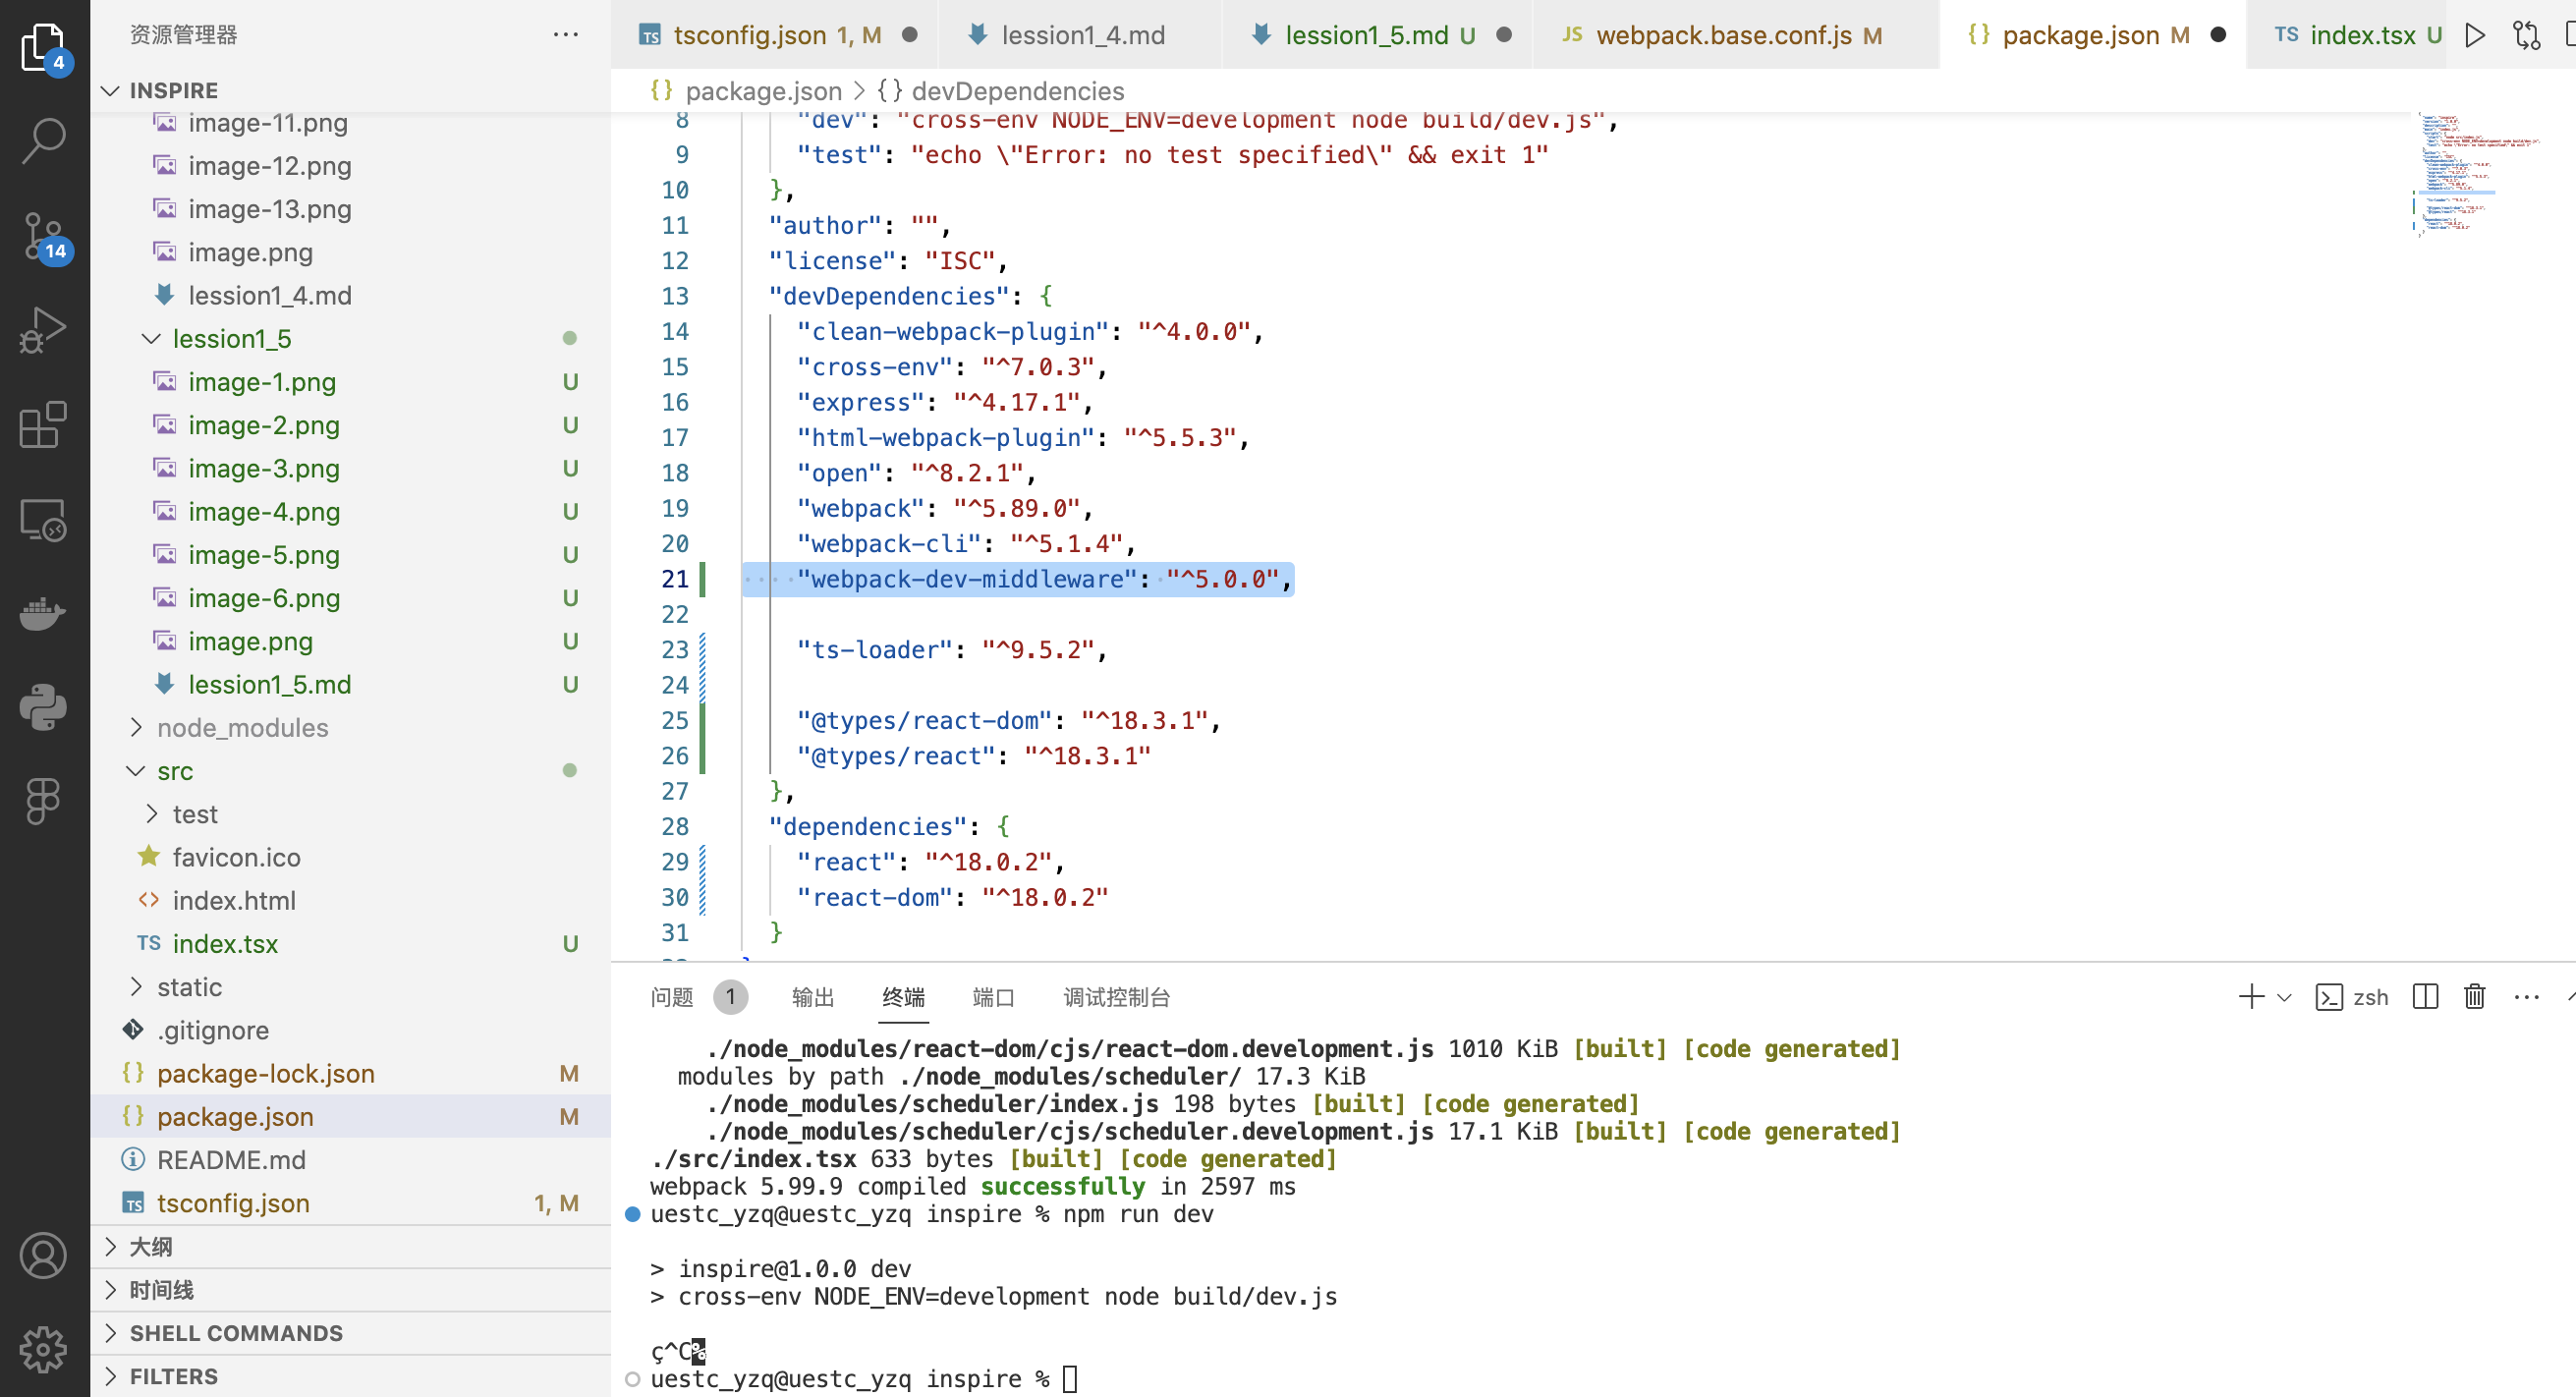 资源管理器
INSPIRE
image-11.png
image-12.png
image-13.png
image.png
lession1_4.md
lession1_5
image-1.png U
image-2.png U
image-3.png U
image-4.png U
image-5.png U
image-6.png U
image.png U
lession1_5.md U
node_modules
src
test
favicon.ico
index.html
TS index.tsx U
static
.gitignore
{} package-lock.json M
{} package.json M
README.md
TS tsconfig.json 1, M
大纲
时间线
SHELL COMMANDS
FILTERS
4
14
TS tsconfig.json 1, M
lession1_4.md
lession1_5.md U
JS webpack.base.conf.js M
{} package.json M
TS index.tsx U
{} package.json > {} devDependencies
8 "dev": "cross-env NODE_ENV=development node build/dev.js",
9 "test": "echo \"Error: no test specified\" && exit 1"
10 },
11 "author": "",
12 "license": "ISC",
13 "devDependencies": {
14 "clean-webpack-plugin": "^4.0.0",
15 "cross-env": "^7.0.3",
16 "express": "^4.17.1",
17 "html-webpack-plugin": "^5.5.3",
18 "open": "^8.2.1",
19 "webpack": "^5.89.0",
20 "webpack-cli": "^5.1.4",
21 "webpack-dev-middleware": "^5.0.0",
22
23 "ts-loader": "^9.5.2",
24
25 "@types/react-dom": "^18.3.1",
26 "@types/react": "^18.3.1"
27 },
28 "dependencies": {
29 "react": "^18.0.2",
30 "react-dom": "^18.0.2"
31 }
问题 1 输出 终端 端口 调试控制台
zsh
./node_modules/react-dom/cjs/react-dom.development.js 1010 KiB [built] [code generated]
modules by path ./node_modules/scheduler/ 17.3 KiB
./node_modules/scheduler/index.js 198 bytes [built] [code generated]
./node_modules/scheduler/cjs/scheduler.development.js 17.1 KiB [built] [code generated]
./src/index.tsx 633 bytes [built] [code generated]
webpack 5.99.9 compiled successfully in 2597 ms
uestc_yzq@uestc_yzq inspire % npm run dev
> inspire@1.0.0 dev
> cross-env NODE_ENV=development node build/dev.js
ç^C%
uestc_yzq@uestc_yzq inspire %